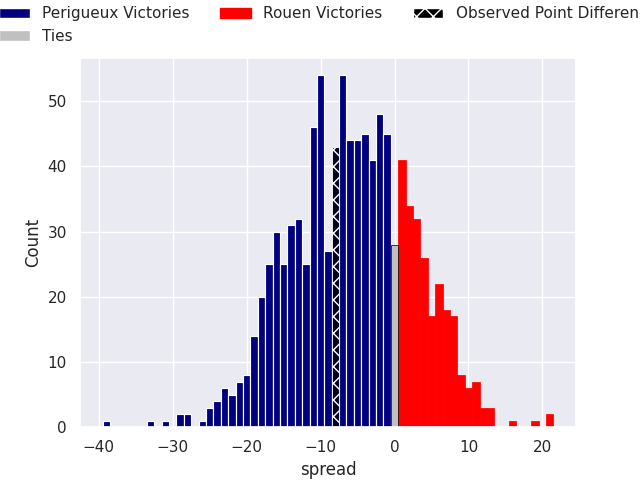 Perigueux Victories
Rouen Victories
Observed Point Differen
Ties
50
40
30
20
10
0
Count
−40
−30
−20
−10
0
10
20
spread